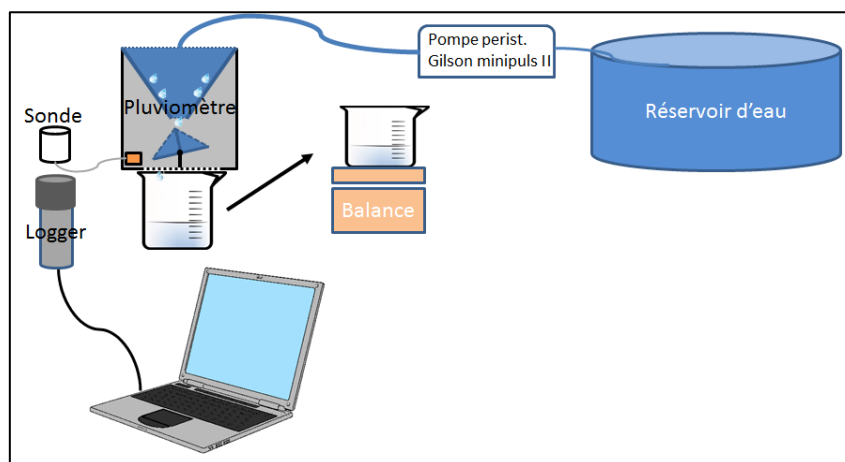 Pompe perist.
Gilson minipuls II
Réservoir d'eau
Pluviomètre
Sonde
Balance
Logger